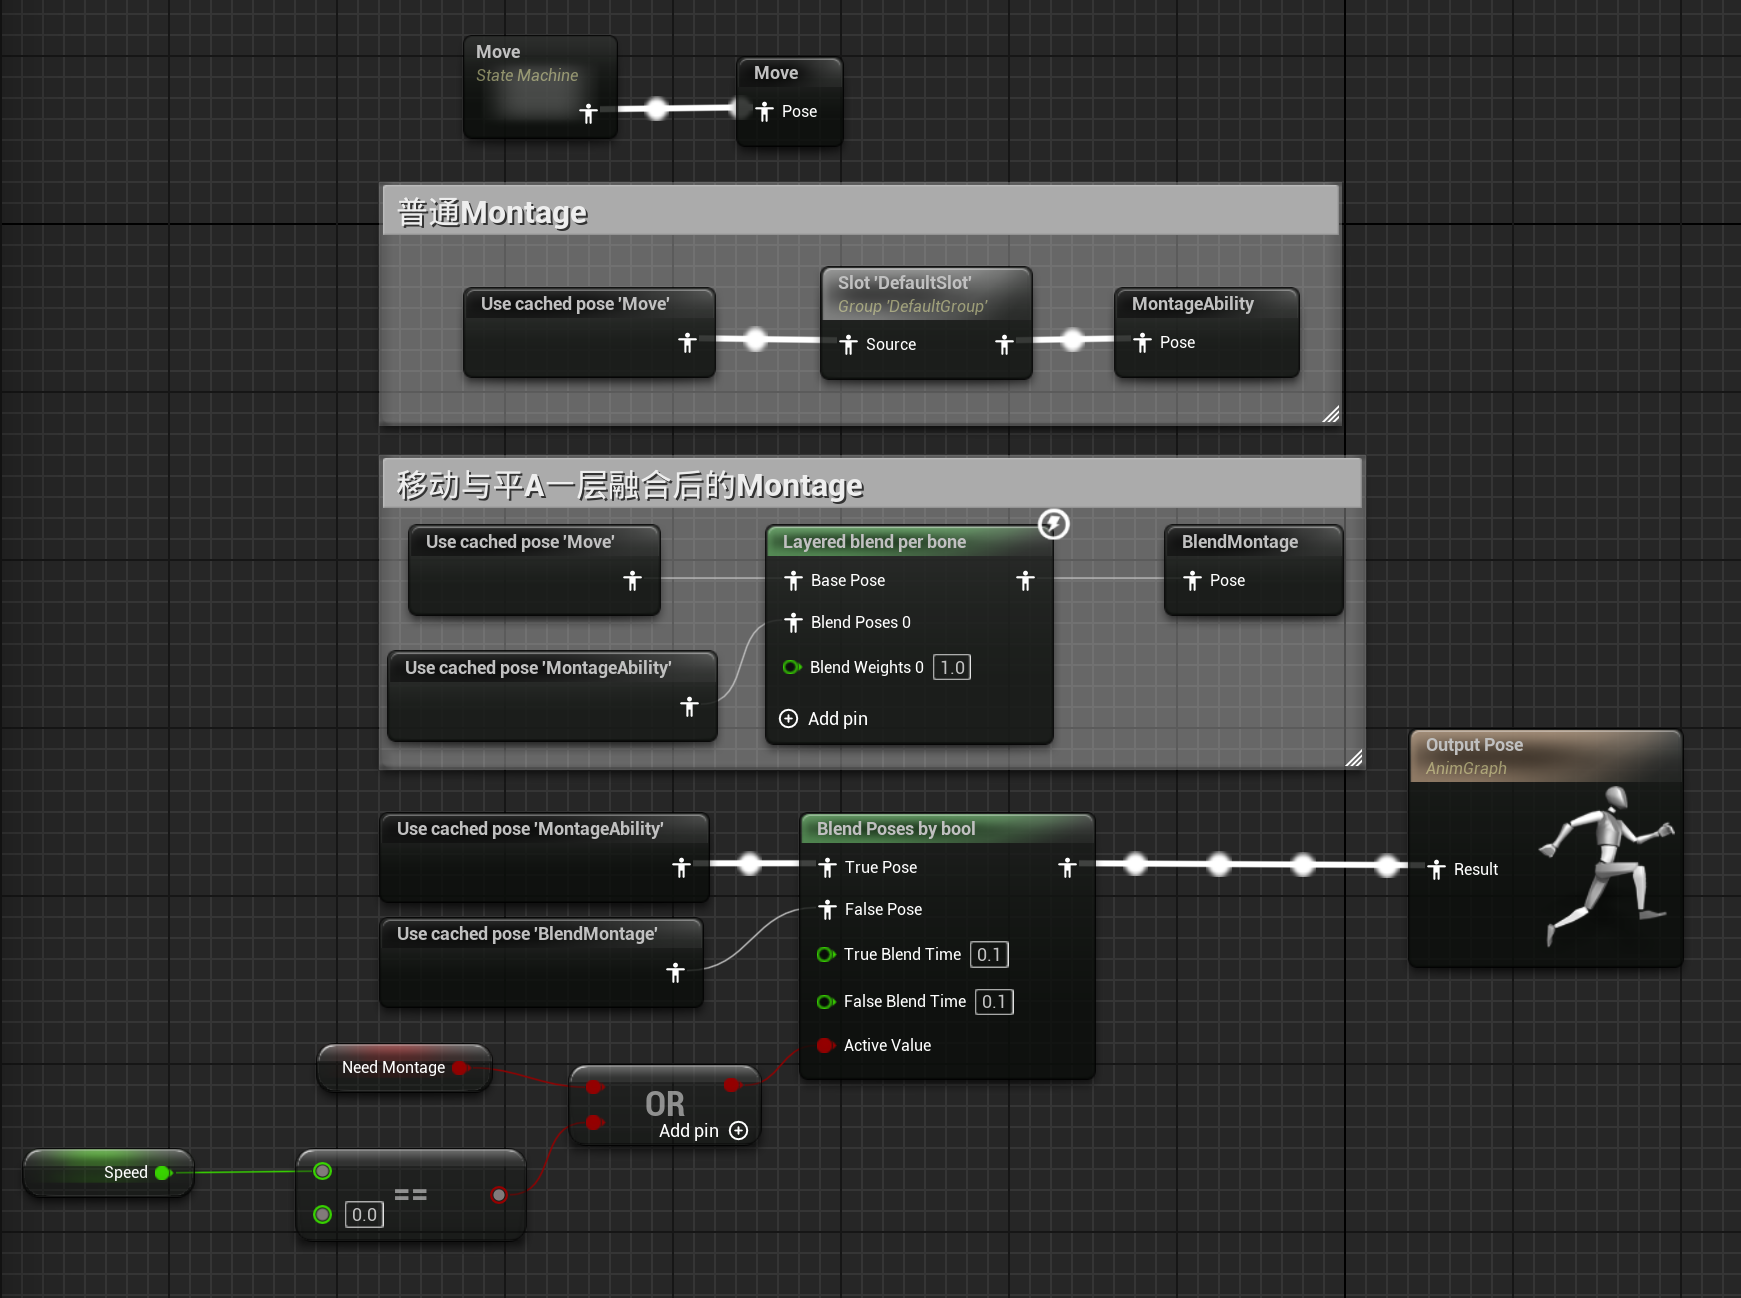 Move
State Machine
Move
Pose
普通Montage
Use cached pose 'Move'
Slot 'DefaultSlot'
Group 'DefaultGroup'
Source
MontageAbility
Pose
移动与平A一层融合后的Montage
Use cached pose 'Move'
Layered blend per bone
Base Pose
Blend Poses 0
Blend Weights 0 1.0
Add pin
BlendMontage
Pose
Use cached pose 'MontageAbility'
Output Pose
AnimGraph
Result
Use cached pose 'MontageAbility'
Blend Poses by bool
True Pose
False Pose
True Blend Time 0.1
False Blend Time 0.1
Active Value
Use cached pose 'BlendMontage'
Need Montage
OR
Add pin
Speed
==
0.0